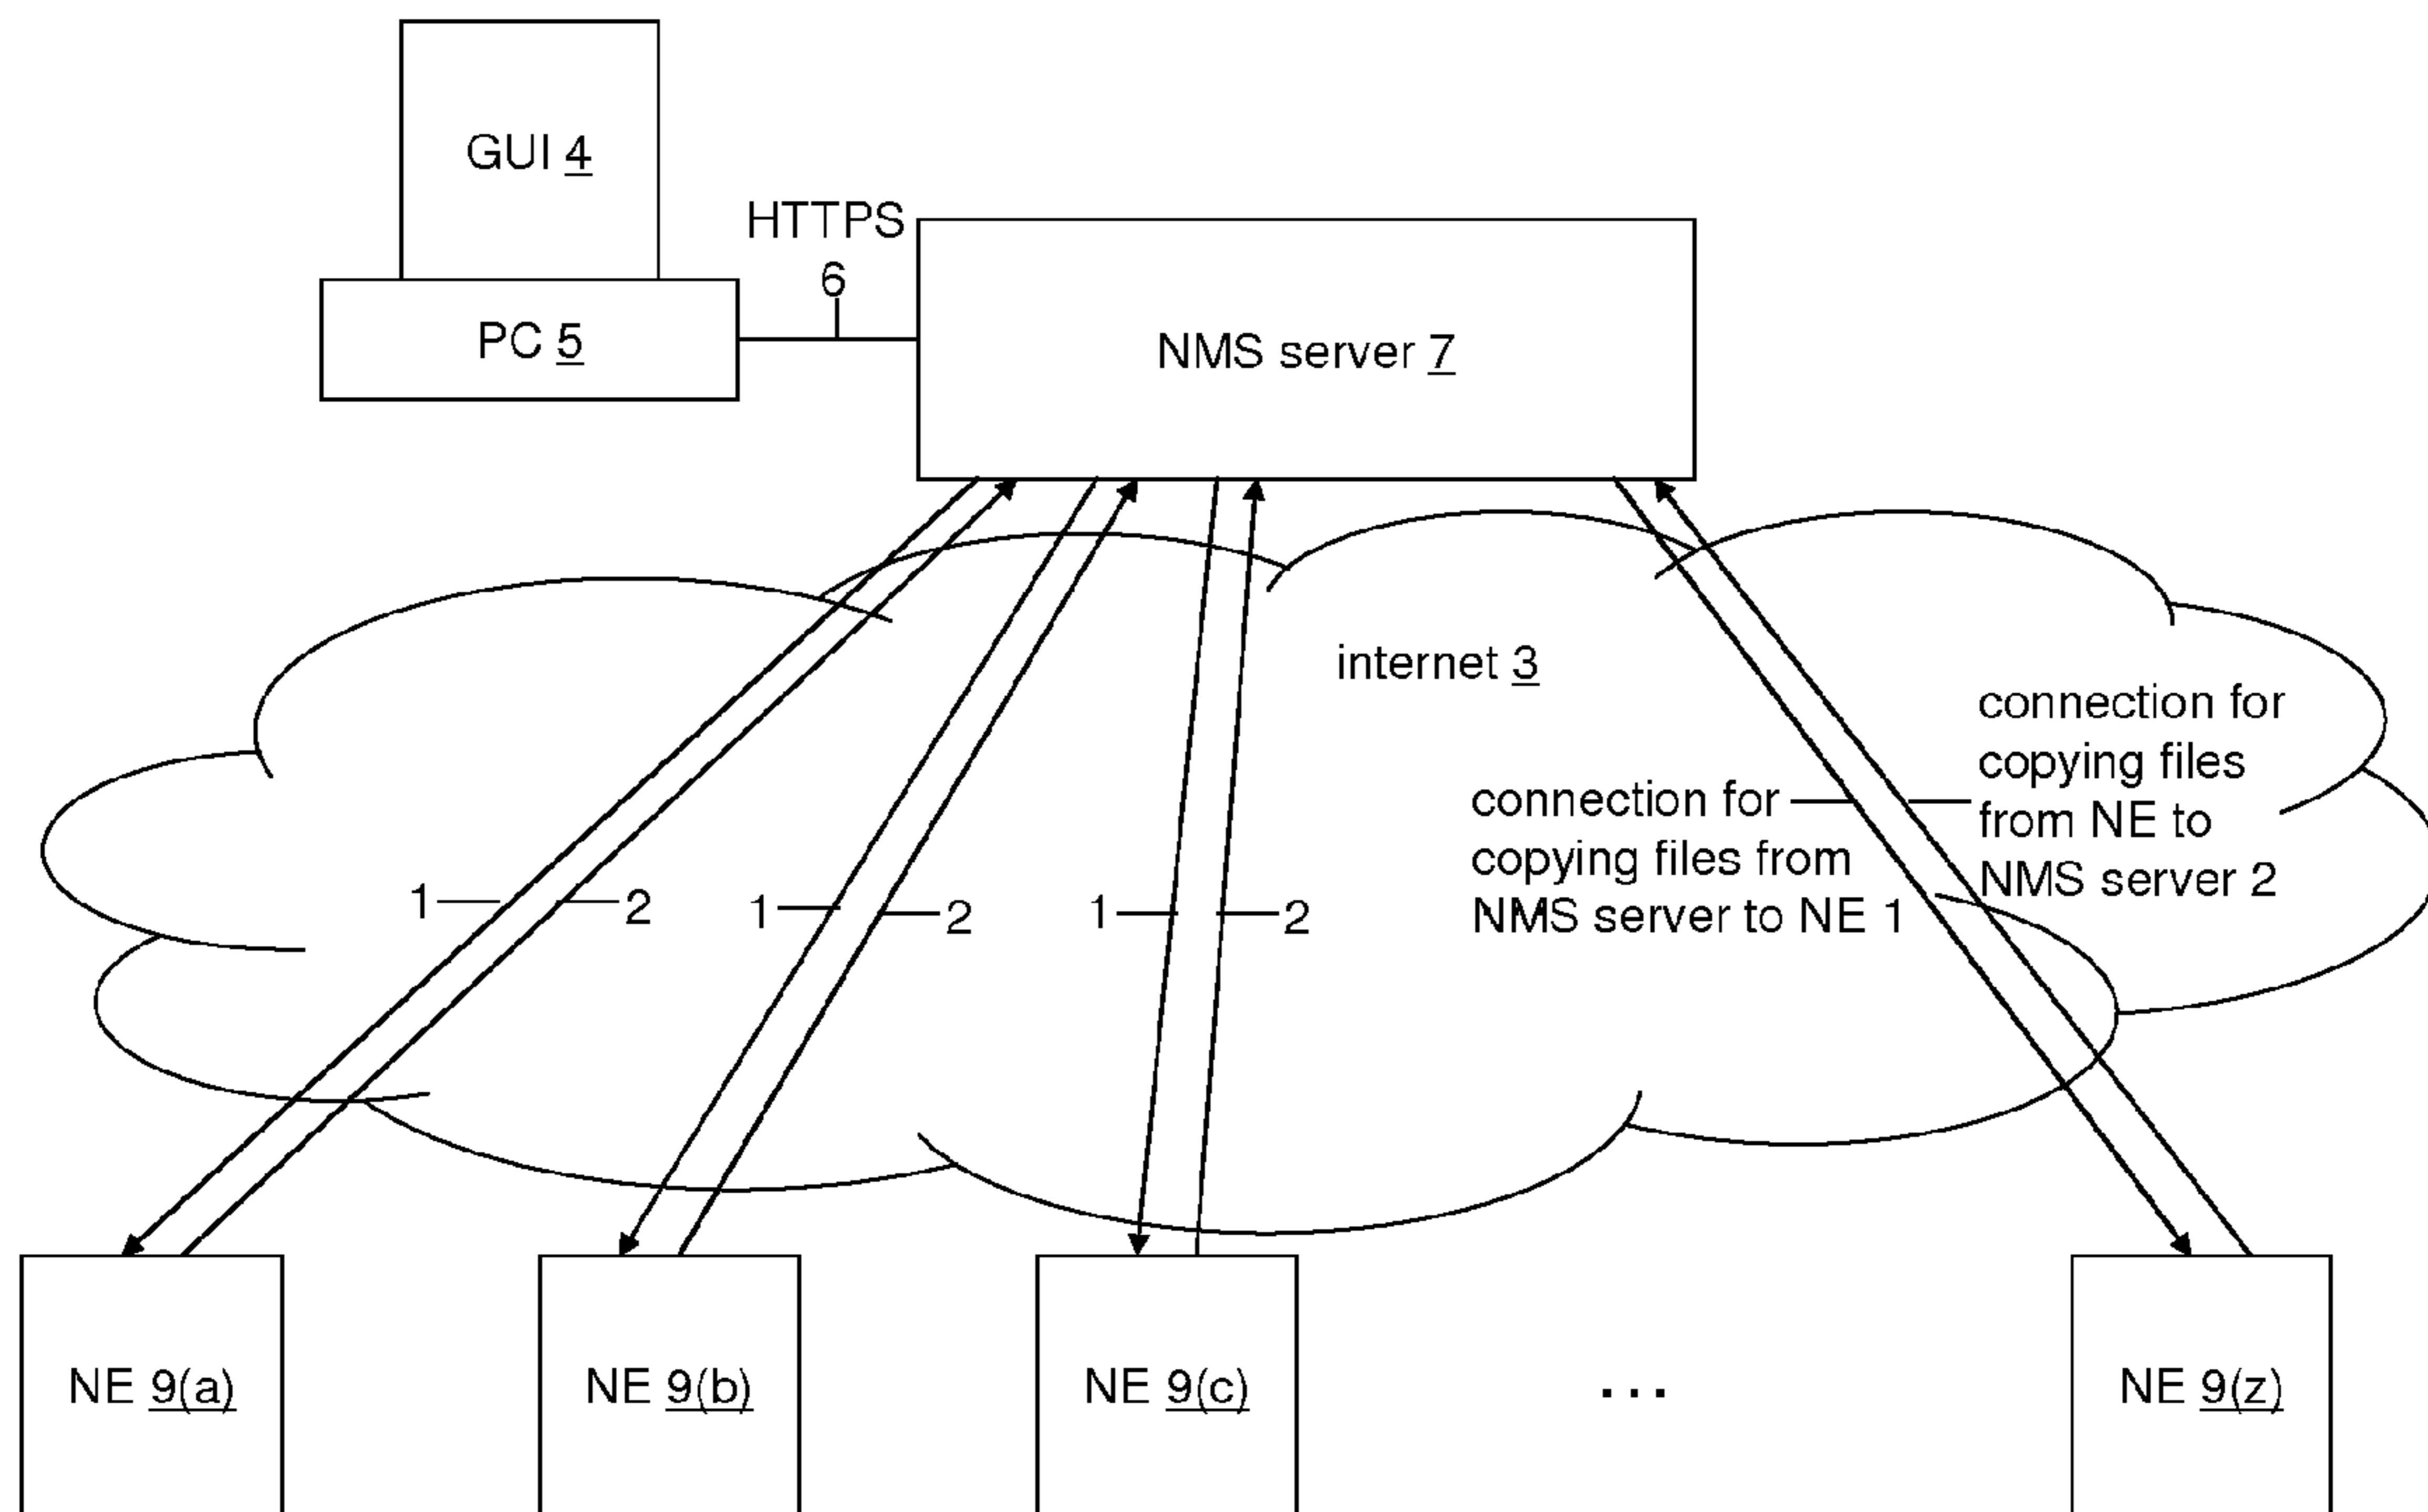 GUI 4
HTTPS
6
PC 5
NMS server 7
internet 3
connection for
copying files
from NE to
NMS server 2
connection for
copying files from
NMS server to NE 1
1
2
1
2
1
2
NE 9(a)
NE 9(b)
NE 9(c)
...
NE 9(z)